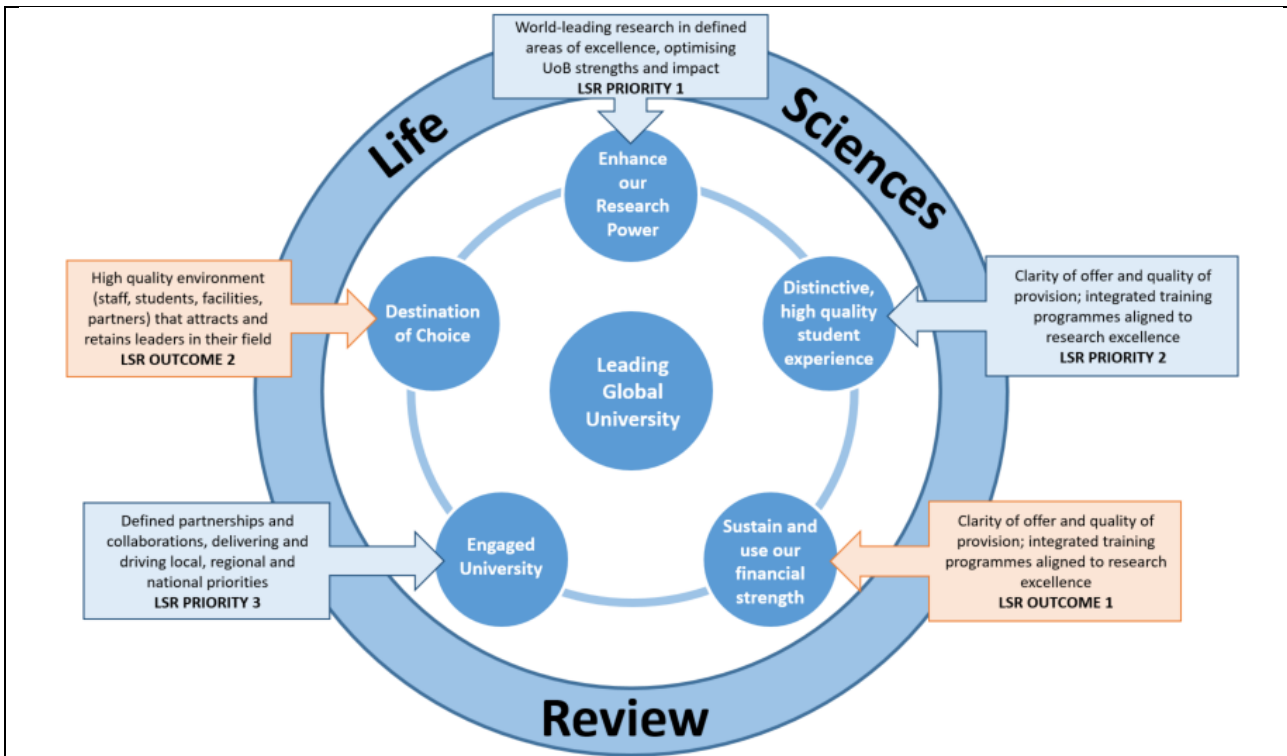 World-leading research in defined
areas of excellence, optimising
UoB strengths and impact
LSR PRIORITY 1
Life
Sciences
Enhance
our
Research
Power
High quality environment
(staff, students, facilities,
partners) that attracts and
retains leaders in their field
LSR OUTCOME 2
Destination
of Choice
Distinctive,
high quality
student
experience
Clarity of offer and quality of
provision; integrated training
programmes aligned to
research excellence
LSR PRIORITY 2
Leading
Global
University
Defined partnerships and
collaborations, delivering and
driving local, regional and
national priorities
LSR PRIORITY 3
Engaged
University
Sustain and
use our
financial
strength
Clarity of offer and quality of
provision; integrated training
programmes aligned to research
excellence
LSR OUTCOME 1
Review